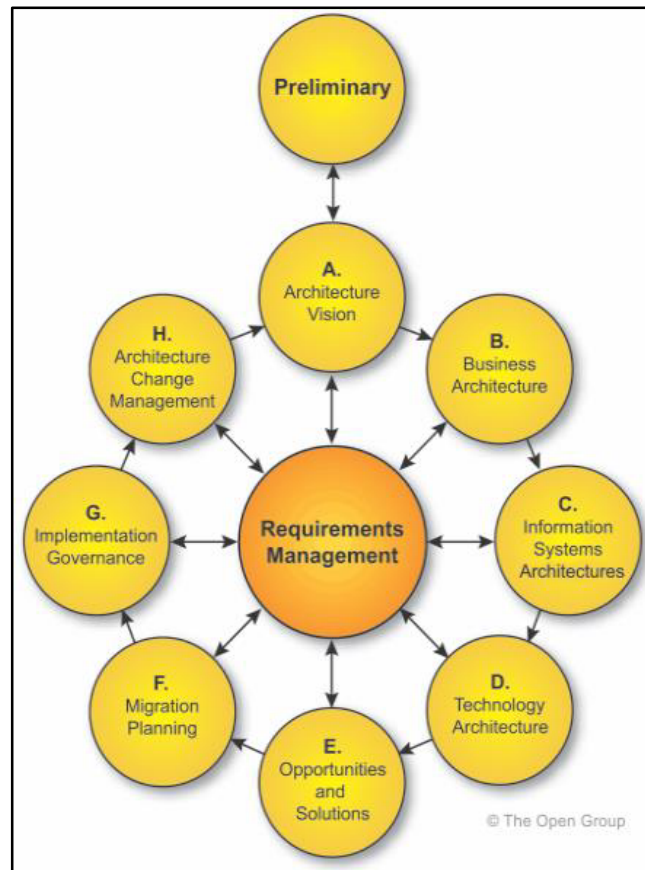 Preliminary
A.
Architecture
Vision
B.
Business
Architecture
C.
Information
Systems
Architectures
D.
Technology
Architecture
E.
Opportunities
and
Solutions
F.
Migration
Planning
G.
Implementation
Governance
H.
Architecture
Change
Management
Requirements
Management
© The Open Group